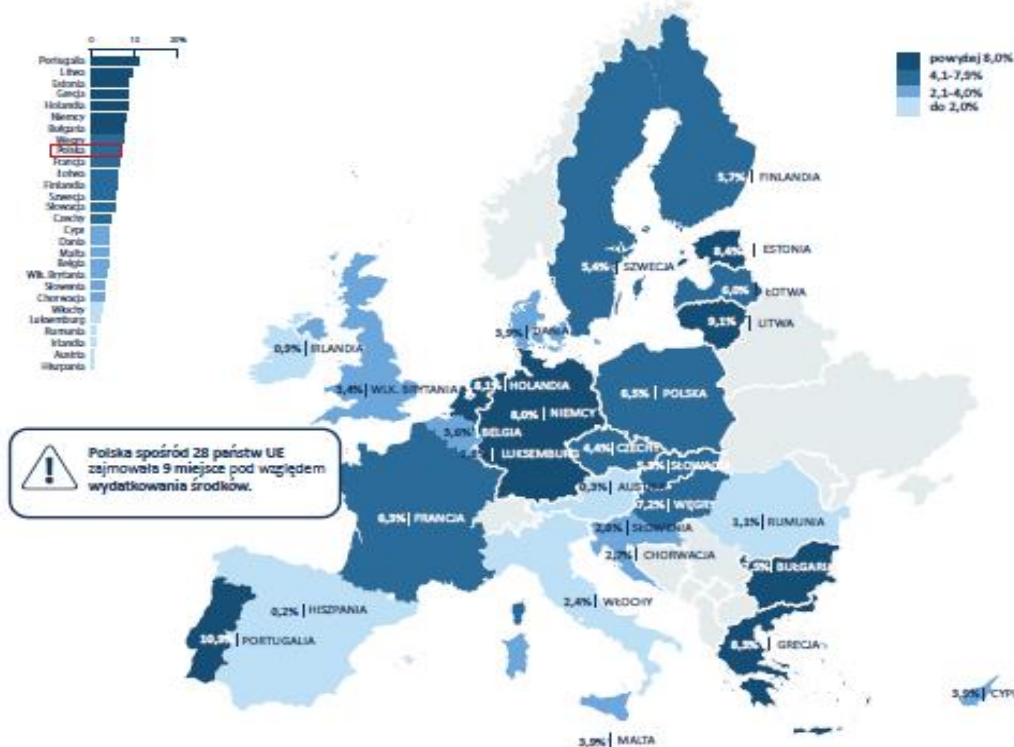 0 10 20%
Portugalia
Litwa
Estonia
Grecja
Holandia
Niemcy
Bułgaria
Węgry
Polska
Francja
Łotwa
Finlandia
Szwecja
Słowacja
Czechy
Cypr
Dania
Malta
Belgia
Wlk. Brytania
Słowenia
Chorwacja
Włochy
Luksemburg
Rumunia
Irlandia
Austria
Hiszpania
powyżej 8,0%
4,1-7,9%
2,1-4,0%
do 2,0%
5,7% FINLANDIA
8,4% ESTONIA
SZWECJA
6,0% ŁOTWA
9,1% LITWA
3,9% DANIA
0,9% IRLANDIA
3,4% WLK. BRYTANIA
8,1% HOLANDIA
6,5% POLSKA
8,0% NIEMCY
BELGIA
4,4% CZECHY
LUKSEMBURG
SŁOWACJA
0,3% AUSTRIA
Polska spośród 28 państw UE
zajmowała 9 miejsce pod względem
wydatkowania środków.
7,2% WĘGRY
6,3% FRANCJA
SŁOWENIA
1,1% RUMUNIA
CHORWACJA
BUŁGARIA
2,4% WŁOCHY
0,2% HISZPANIA
PORTUGALIA
GRECJA
3,9% CYPR
3,9% MALTA